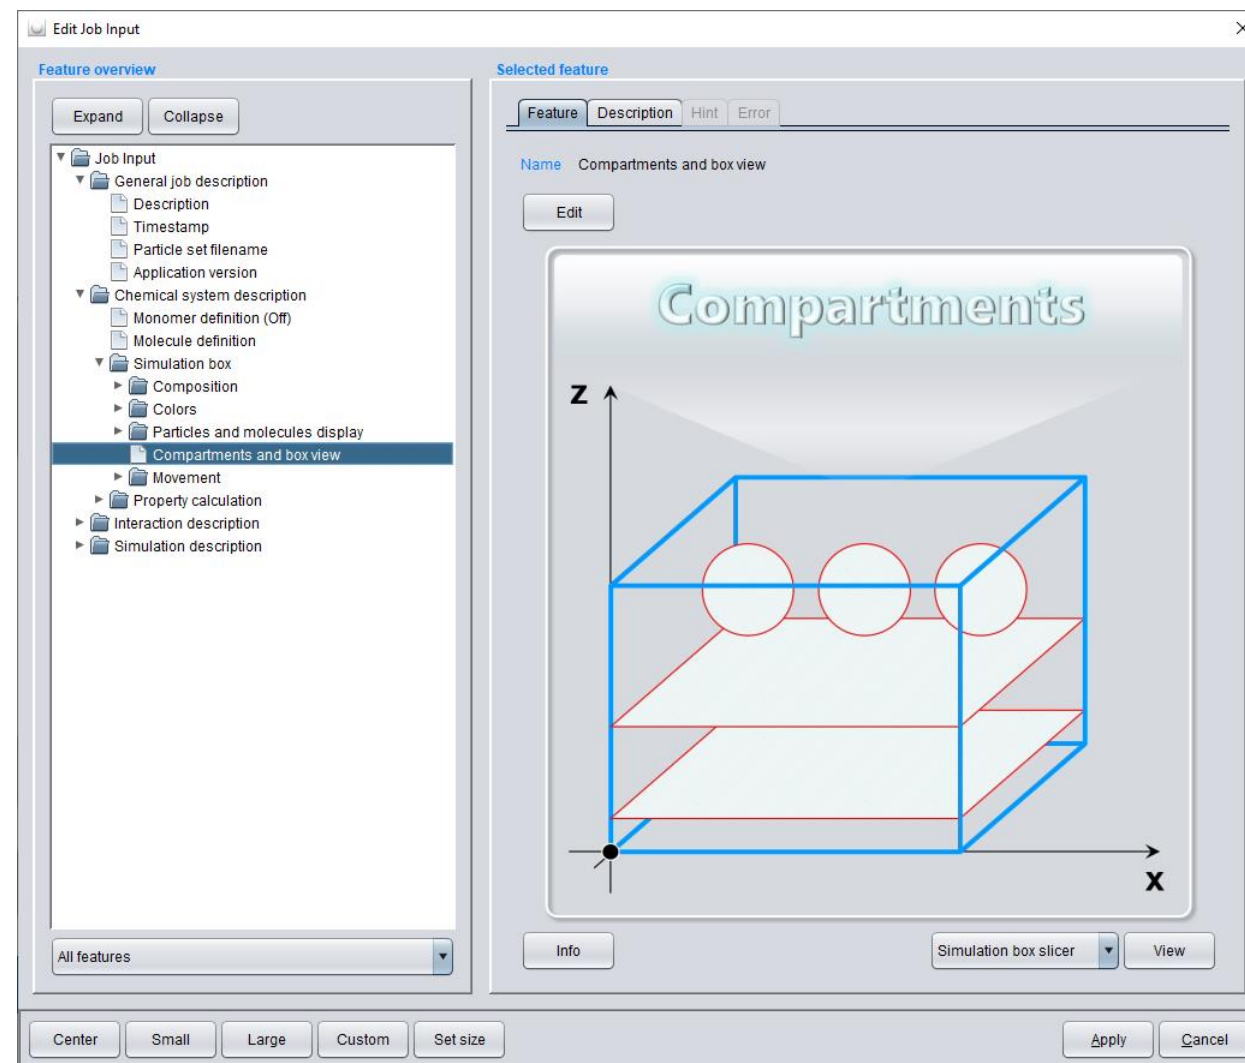 Edit Job Input
Feature overview
Expand
Collapse
Job Input
General job description
Description
Timestamp
Particle set filename
Application version
Chemical system description
Monomer definition (Off)
Molecule definition
Simulation box
Composition
Colors
Particles and molecules display
Compartments and box view
Movement
Property calculation
Interaction description
Simulation description
All features
Selected feature
Feature
Description
Hint
Error
Name Compartments and box view
Edit
Compartments
Z
X
Info
Simulation box slicer
View
Center
Small
Large
Custom
Set size
Apply
Cancel